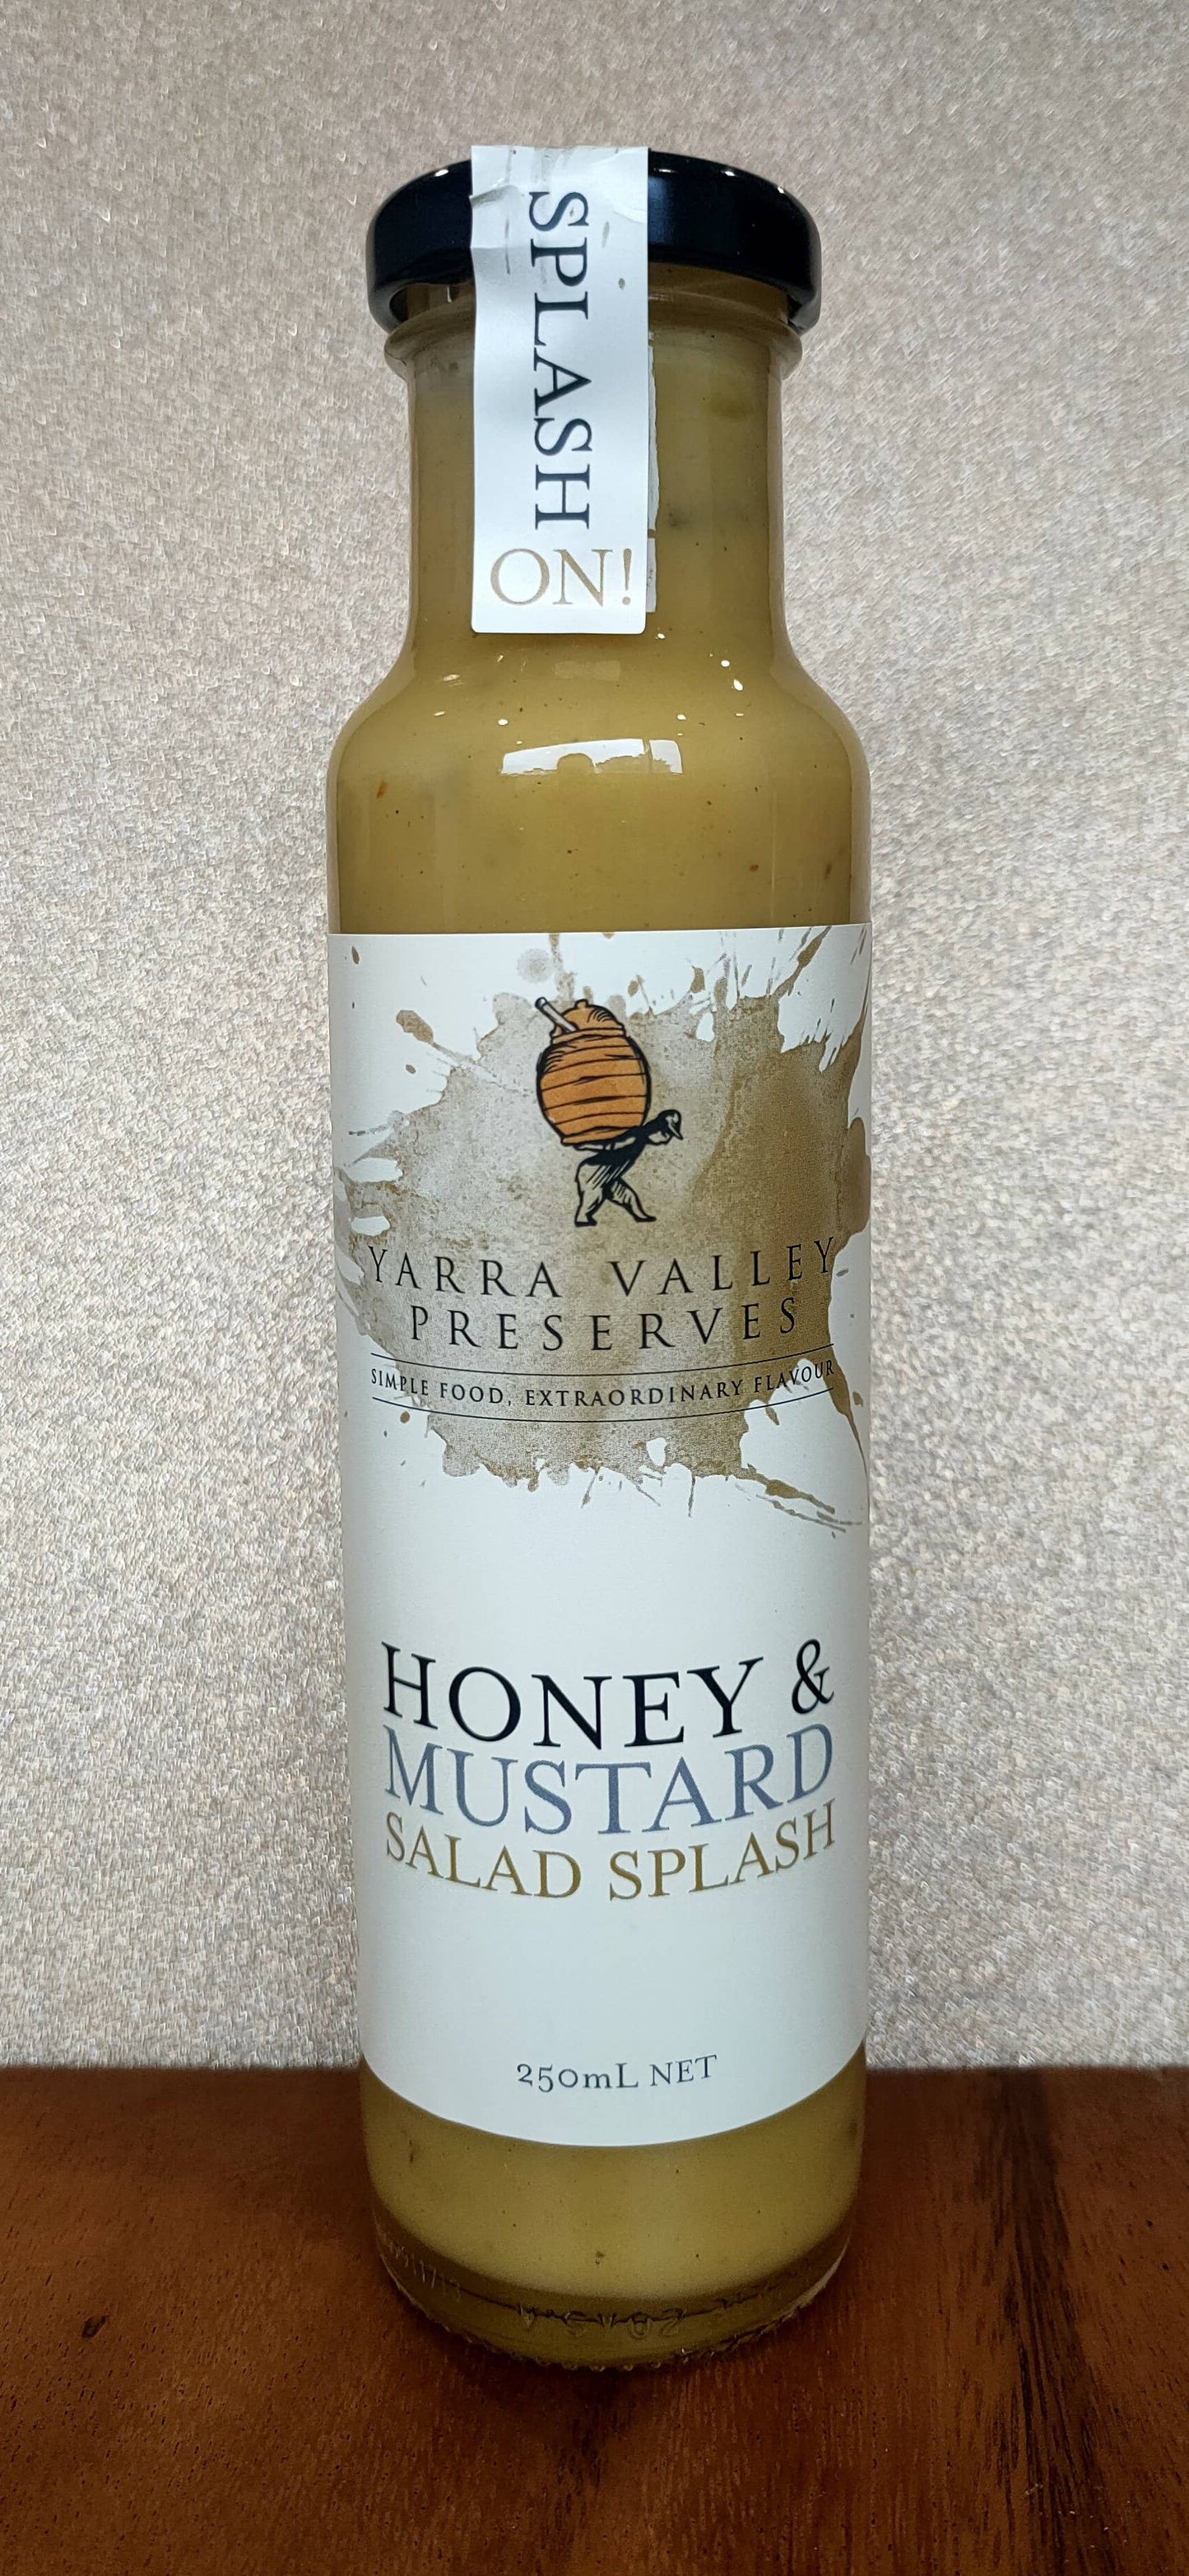 SPLASH
ON!
YARRA VALLEY
PRESERVES
SIMPLE FOOD, EXTRAORDINARY FLAVOUR
HONEY &
MUSTARD
SALAD SPLASH
250mL NET